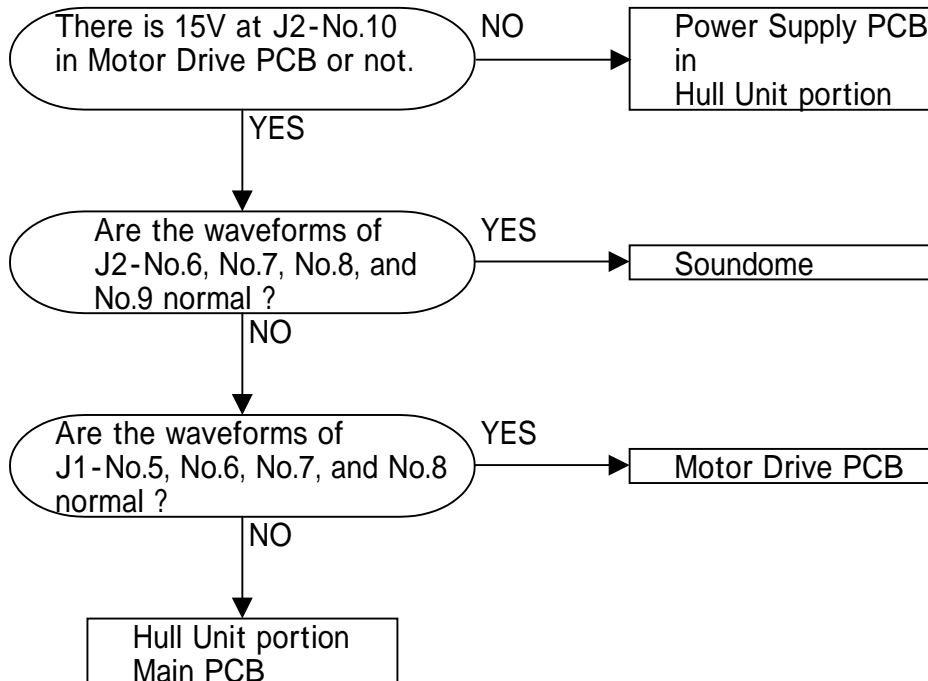 There is 15V at J2-No.10
in Motor Drive PCB or not.
NO
Power Supply PCB
in
Hull Unit portion
YES
Are the waveforms of
J2-No.6, No.7, No.8, and
No.9 normal ?
YES
Soundome
NO
Are the waveforms of
J1-No.5, No.6, No.7, and No.8
normal ?
YES
Motor Drive PCB
NO
Hull Unit portion
Main PCB